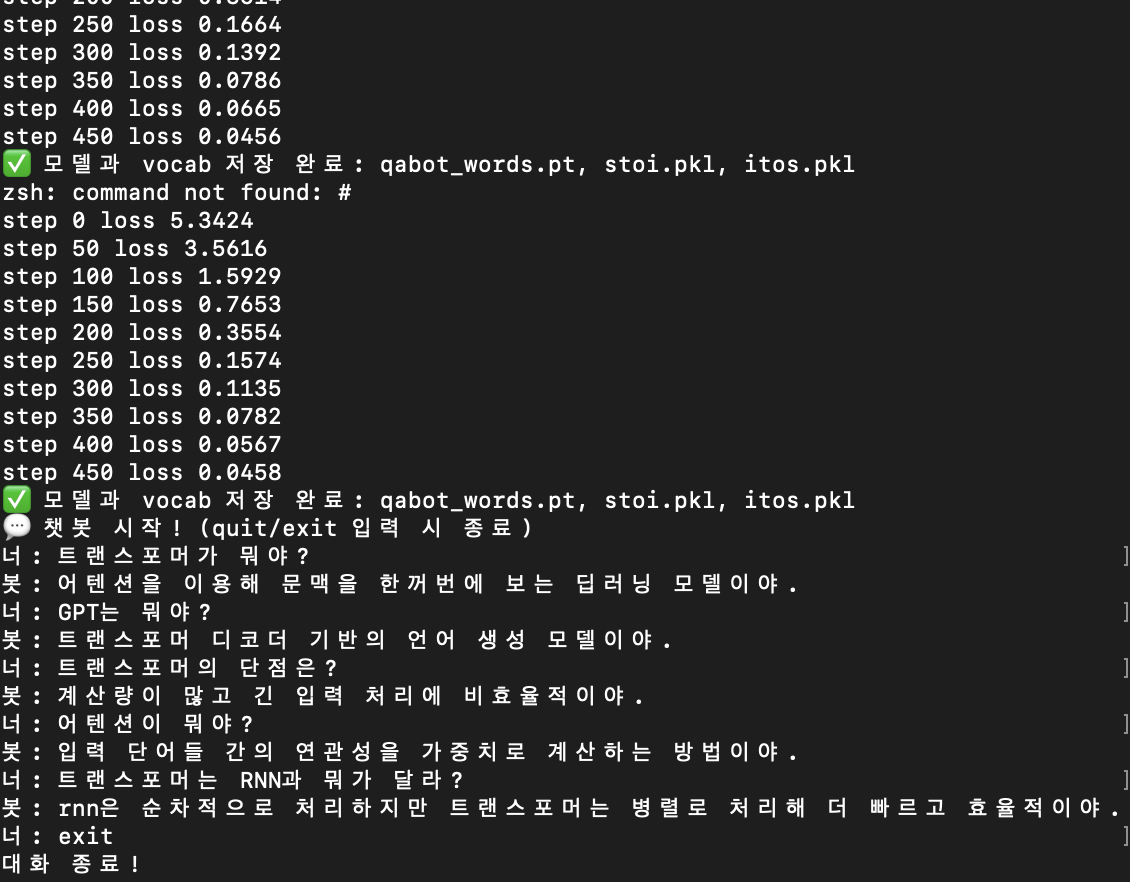 step 250 loss 0.1664
step 300 loss 0.1392
step 350 loss 0.0786
step 400 loss 0.0665
step 450 loss 0.0456
✅ 모델과 vocab 저장 완료: qabot_words.pt, stoi.pkl, itos.pkl
zsh: command not found: #
step 0 loss 5.3424
step 50 loss 3.5616
step 100 loss 1.5929
step 150 loss 0.7653
step 200 loss 0.3554
step 250 loss 0.1574
step 300 loss 0.1135
step 350 loss 0.0782
step 400 loss 0.0567
step 450 loss 0.0458
✅ 모델과 vocab 저장 완료: qabot_words.pt, stoi.pkl, itos.pkl
💬 챗봇 시작! (quit/exit 입력 시 종료)
너: 트랜스포머가 뭐야? ]
봇: 어텐션을 이용해 문맥을 한꺼번에 보는 딥러닝 모델이야.
너: GPT는 뭐야? ]
봇: 트랜스포머 디코더 기반의 언어 생성 모델이야.
너: 트랜스포머의 단점은? ]
봇: 계산량이 많고 긴 입력 처리에 비효율적이야.
너: 어텐션이 뭐야? ]
봇: 입력 단어들 간의 연관성을 가중치로 계산하는 방법이야.
너: 트랜스포머는 RNN과 뭐가 달라? ]
봇: rnn은 순차적으로 처리하지만 트랜스포머는 병렬로 처리해 더 빠르고 효율적이야.
너: exit ]
대화 종료!